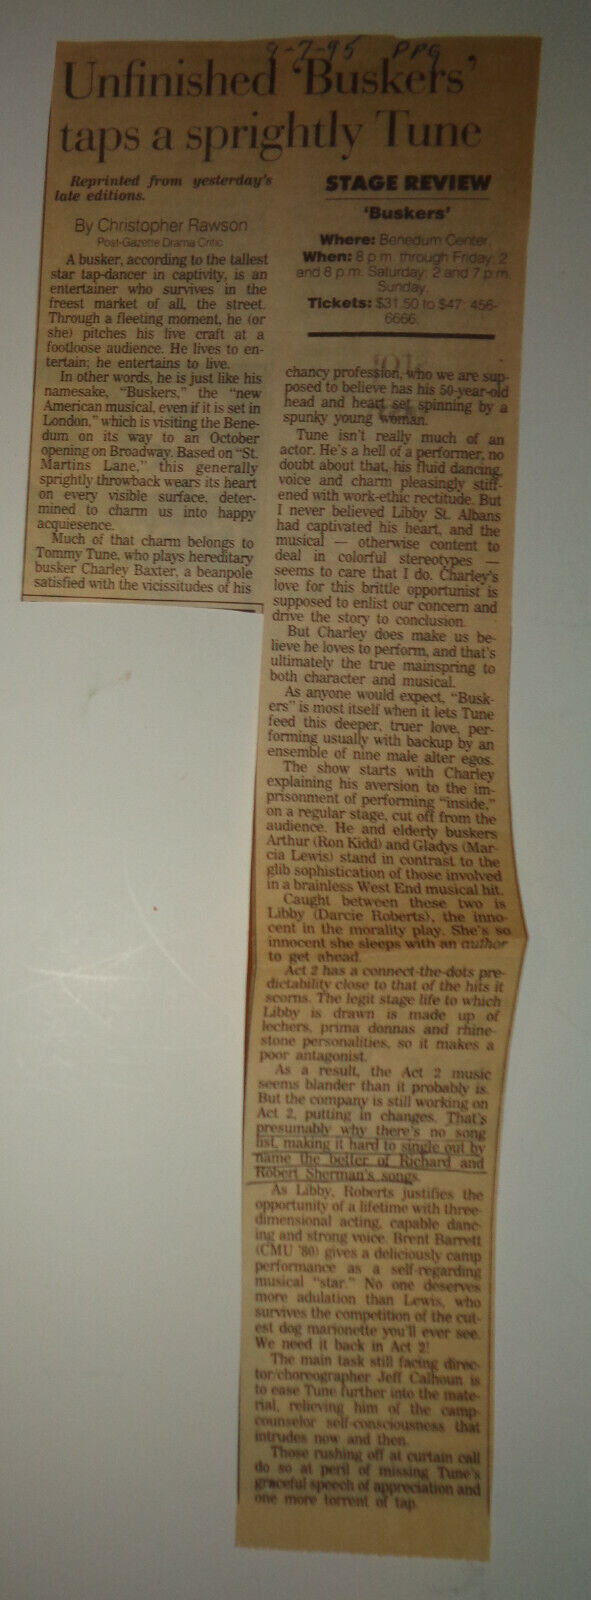 9-7-95 PPG
Unfinished 'Buskers'
taps a sprightly Tune
Reprinted from yesterday's
late editions.
By Christopher Rawson
Post-Gazette Drama Critic
A busker, according to the tallest
star tap-dancer in captivity, is an
entertainer who survives in the
freest market of all, the street.
Through a fleeting moment, he (or
she) pitches his live craft at a
footloose audience. He lives to en-
tertain; he entertains to live.
In other words, he is just like his
namesake, "Buskers," the "new
American musical, even if it is set in
London," which is visiting the Bene-
dum on its way to an October
opening on Broadway. Based on "St.
Martins Lane," this generally
sprightly throwback wears its heart
on every visible surface, deter-
mined to charm us into happy
acquiesence.
Much of that charm belongs to
Tommy Tune, who plays hereditary
busker Charley Baxter, a beanpole
satisfied with the vicissitudes of his
STAGE REVIEW
'Buskers'
Where: Benedum Center.
When: 8 p.m. through Friday; 2
and 8 p.m. Saturday; 2 and 7 p.m.
Sunday.
Tickets: $31.50 to $47; 456-
6666.
chancy profession, who we are sup-
posed to believe has his 50-year-old
head and heart set spinning by a
spunky young woman.
Tune isn't really much of an
actor. He's a hell of a performer, no
doubt about that, his fluid dancing,
voice and charm pleasingly stiff-
ened with work-ethic rectitude. But
I never believed Libby St. Albans
had captivated his heart, and the
musical — otherwise content to
deal in colorful stereotypes —
seems to care that I do. Charley's
love for this brittle opportunist is
supposed to enlist our concern and
drive the story to conclusion.
But Charley does make us be-
lieve he loves to perform, and that's
ultimately the true mainspring to
both character and musical.
As anyone would expect, "Busk-
ers" is most itself when it lets Tune
feed this deeper, truer love, per-
forming usually with backup by an
ensemble of nine male alter egos.
The show starts with Charley
explaining his aversion to the im-
prisonment of performing "inside,"
on a regular stage, cut off from the
audience. He and elderly buskers
Arthur (Ron Kidd) and Gladys (Mar-
cia Lewis) stand in contrast to the
glib sophistication of those involved
in a brainless West End musical hit.
Caught between these two is
Libby (Darcie Roberts), the inno-
cent in the morality play. She's so
innocent she sleeps with an author
to get ahead.
Act 2 has a connect-the-dots pre-
dictability close to that of the hits it
scorns. The legit stage life to which
Libby is drawn is made up of
lechers, prima donnas and rhine-
stone personalities, so it makes a
poor antagonist.
As a result, the Act 2 music
seems blander than it probably is.
But the company is still working on
Act 2, putting in changes. That's
presumably why there's no song
list, making it hard to single out by
name the better of Richard and
Robert Sherman's songs.
As Libby, Roberts justifies the
opportunity of a lifetime with three-
dimensional acting, capable danc-
ing and strong voice. Brent Barrett
(CMU '80) gives a deliciously camp
performance as a self-regarding
musical "star." No one deserves
more adulation than Lewis, who
survives the competition of the cut-
est dog marionette you'll ever see.
We need it back in Act 2!
The main task still facing direc-
tor/choreographer Jeff Calhoun is
to ease Tune further into the mate-
rial, relieving him of the camp-
counselor self-consciousness that
intrudes now and then.
Those rushing off at curtain call
do so at peril of missing Tune's
graceful speech of appreciation and
one more torrent of tap.